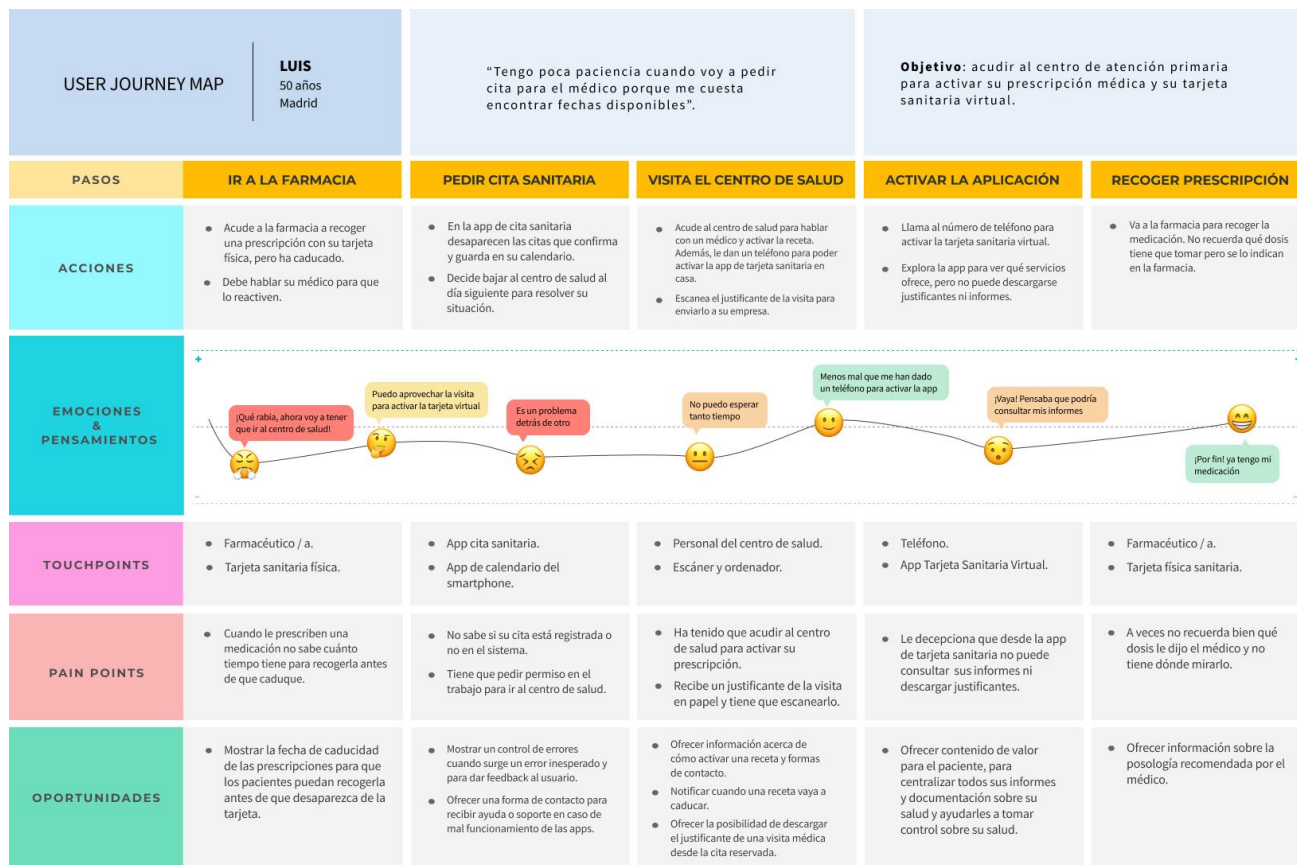 USER JOURNEY MAP
LUIS
50 años
Madrid
“Tengo poca paciencia cuando voy a pedir
cita para el médico porque me cuesta
encontrar fechas disponibles”.
Objetivo: acudir al centro de atención primaria
para activar su prescripción médica y su tarjeta
sanitaria virtual.
PASOS
IR A LA FARMACIA
PEDIR CITA SANITARIA
VISITA EL CENTRO DE SALUD
ACTIVAR LA APLICACIÓN
RECOGER PRESCRIPCIÓN
ACCIONES
Acude a la farmacia a recoger
una prescripción con su tarjeta
física, pero ha caducado.
Debe hablar su médico para que
lo reactiven.
En la app de cita sanitaria
desaparecen las citas que confirma
y guarda en su calendario.
Decide bajar al centro de salud al
día siguiente para resolver su
situación.
Acude al centro de salud para hablar
con un médico y activar la receta.
Además, le dan un teléfono para poder
activar la app de tarjeta sanitaria en
casa.
Escanea el justificante de la visita para
enviarlo a su empresa.
Llama al número de teléfono para
activar la tarjeta sanitaria virtual.
Explora la app para ver qué servicios
ofrece, pero no puede descargarse
justificantes ni informes.
Va a la farmacia para recoger la
medicación. No recuerda qué dosis
tiene que tomar pero se lo indican
en la farmacia.
EMOCIONES
&
PENSAMIENTOS
+
-
¡Qué rabia, ahora voy a tener
que ir al centro de salud!
Puedo aprovechar la visita
para activar la tarjeta virtual
Es un problema
detrás de otro
No puedo esperar
tanto tiempo
Menos mal que me han dado
un teléfono para activar la app
¡Vaya! Pensaba que podría
consultar mis informes
¡Por fin! ya tengo mi
medicación
TOUCHPOINTS
Farmacéutico / a.
Tarjeta sanitaria física.
App cita sanitaria.
App de calendario del
smartphone.
Personal del centro de salud.
Escáner y ordenador.
Teléfono.
App Tarjeta Sanitaria Virtual.
Farmacéutico / a.
Tarjeta física sanitaria.
PAIN POINTS
Cuando le prescriben una
medicación no sabe cuánto
tiempo tiene para recogerla antes
de que caduque.
No sabe si su cita está registrada o
no en el sistema.
Tiene que pedir permiso en el
trabajo para ir al centro de salud.
Ha tenido que acudir al centro
de salud para activar su
prescripción.
Recibe un justificante de la visita
en papel y tiene que escanearlo.
Le decepciona que desde la app
de tarjeta sanitaria no puede
consultar sus informes ni
descargar justificantes.
A veces no recuerda bien qué
dosis le dijo el médico y no
tiene dónde mirarlo.
OPORTUNIDADES
Mostrar la fecha de caducidad
de las prescripciones para que
los pacientes puedan recogerla
antes de que desaparezca de la
tarjeta.
Mostrar un control de errores
cuando surge un error inesperado y
para dar feedback al usuario.
Ofrecer una forma de contacto para
recibir ayuda o soporte en caso de
mal funcionamiento de las apps.
Ofrecer información acerca de
cómo activar una receta y formas
de contacto.
Notificar cuando una receta vaya a
caducar.
Ofrecer la posibilidad de descargar
el justificante de una visita médica
desde la cita reservada.
Ofrecer contenido de valor
para el paciente, para
centralizar todos sus informes
y documentación sobre su
salud y ayudarles a tomar
control sobre su salud.
Ofrecer información sobre la
posología recomendada por el
médico.